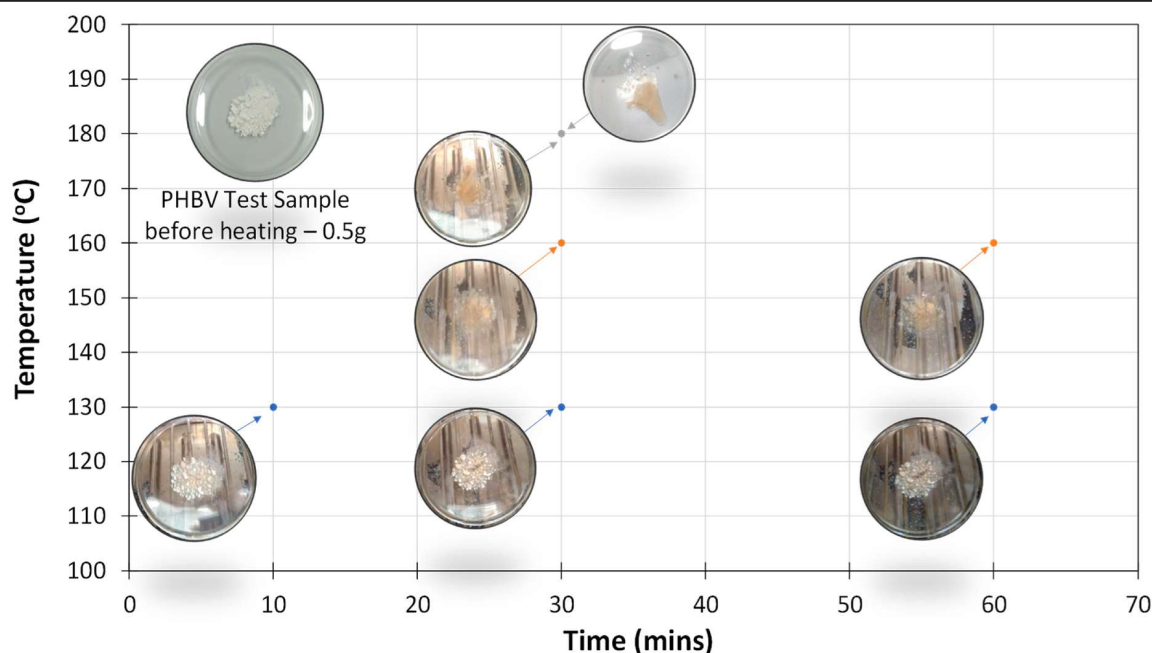 200
190
180
170
160
150
140
130
120
110
100
Temperature (ºC)
PHBV Test Sample
before heating – 0.5g
0 10 20 30 40 50 60 70
Time (mins)